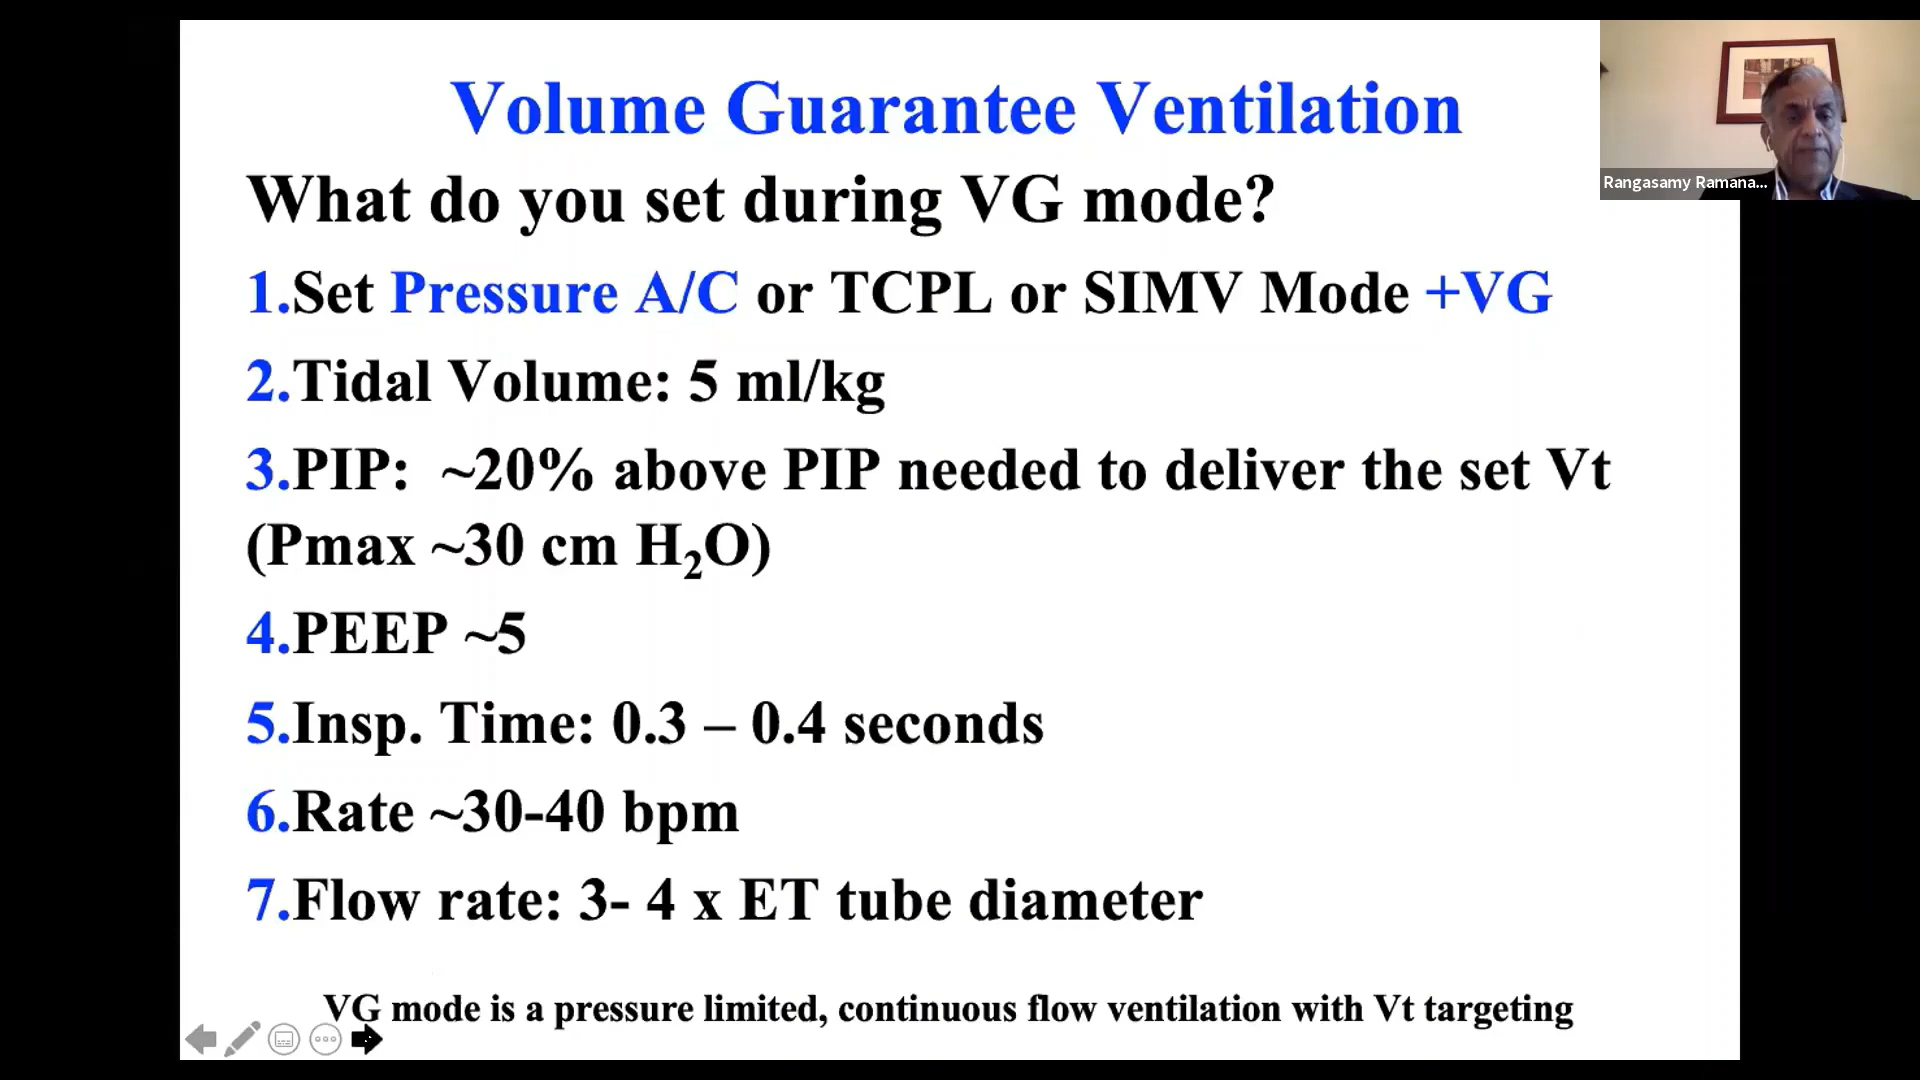 Volume Guarantee Ventilation
Rangasamy Ramana...
What do you set during VG mode?
1.Set Pressure A/C or TCPL or SIMV Mode +VG
2.Tidal Volume: 5 ml/kg
3.PIP: ~20% above PIP needed to deliver the set Vt
(Pmax ~30 cm H₂O)
4.PEEP ~5
5.Insp. Time: 0.3 – 0.4 seconds
6.Rate ~30-40 bpm
7.Flow rate: 3- 4 x ET tube diameter
VG mode is a pressure limited, continuous flow ventilation with Vt targeting